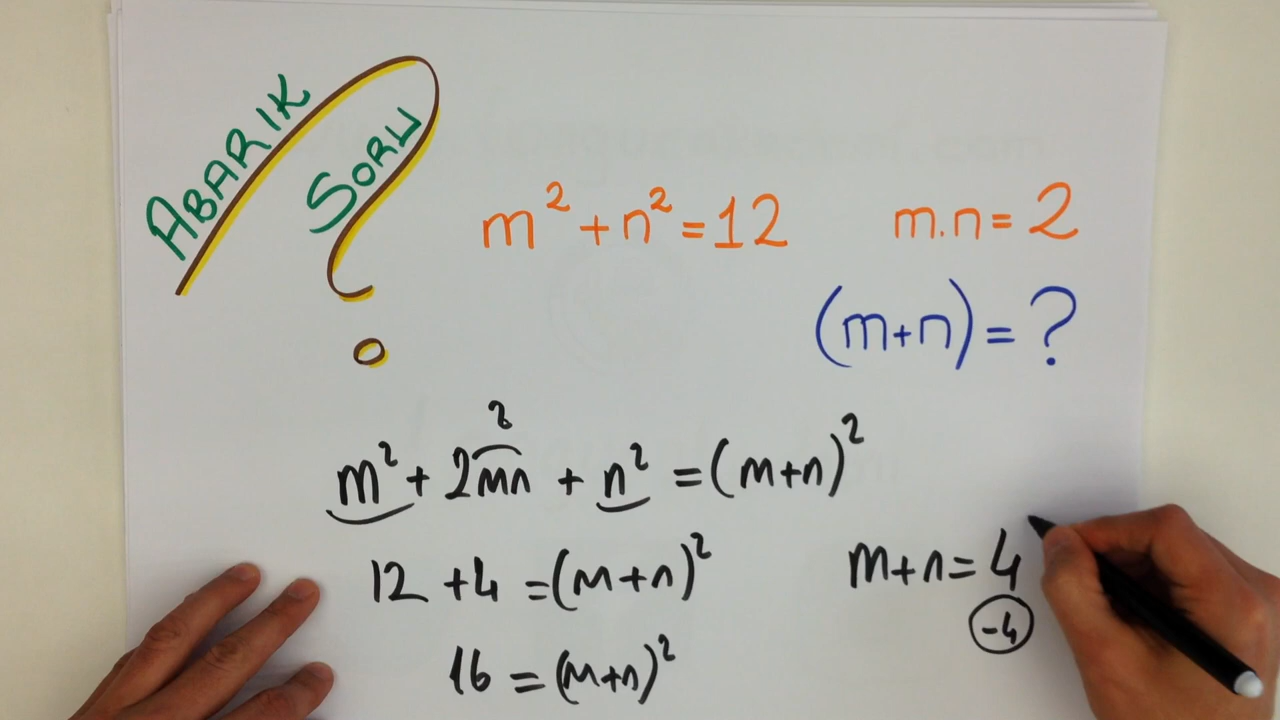 ABARIK
SORU
m² + n² = 12
m.n = 2
(m+n) = ?
2
m² + 2mn + n² = (m+n)²
12 + 4 = (m+n)²
m+n = 4
-4
16 = (m+n)²